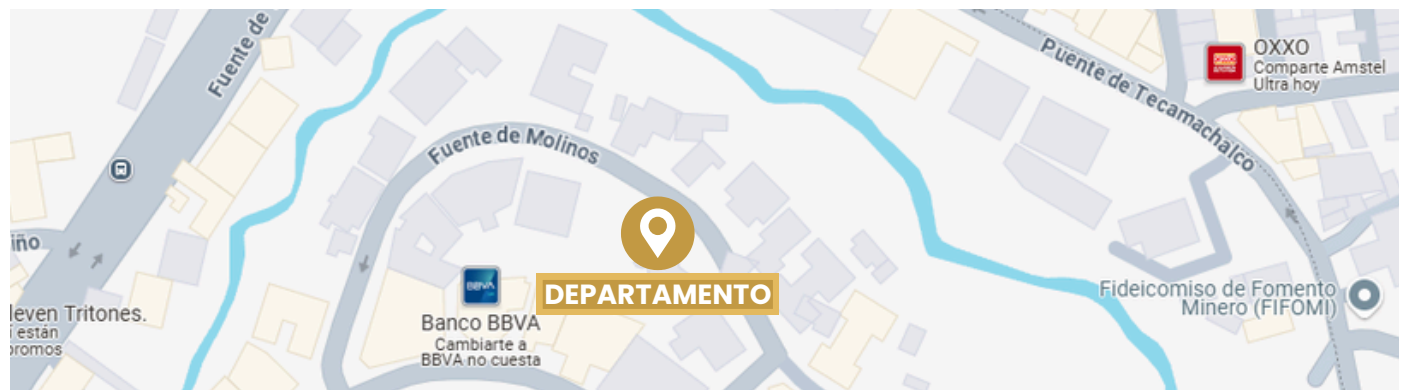 Fuente de
Puente de Tecamachalco
OXXO
Comparte Amstel
Ultra hoy
Fuente de Molinos
iño
BBVA
DEPARTAMENTO
Banco BBVA
Cambiarte a
BBVA no cuesta
leven Tritones.
i están
promos
Fideicomiso de Fomento
Minero (FIFOMI)